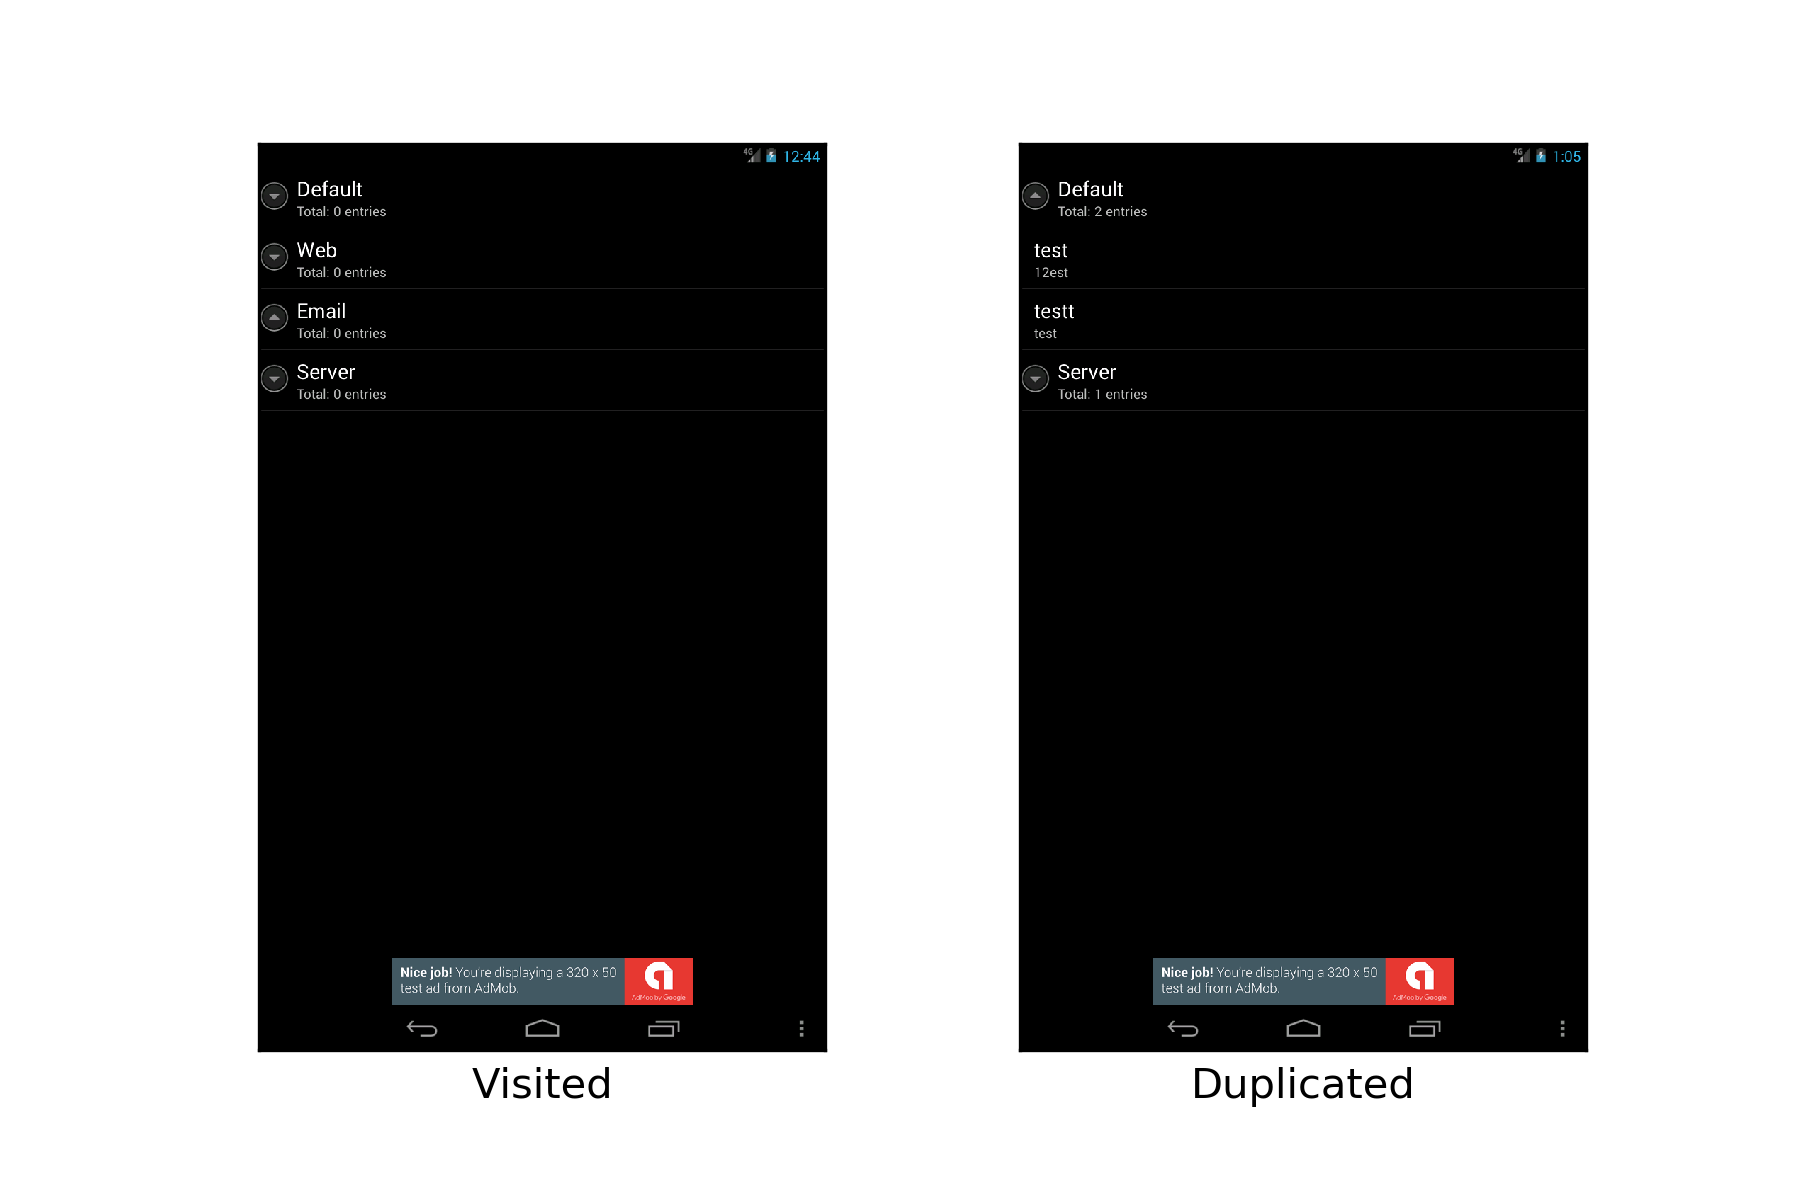 12:44
Default
Total: 0 entries
Web
Total: 0 entries
Email
Total: 0 entries
Server
Total: 0 entries
Nice job! You're displaying a 320 x 50
test ad from AdMob.
AdMob by Google
Visited
4G
1:05
Default
Total: 2 entries
test
12est
testt
test
Server
Total: 1 entries
Nice job! You're displaying a 320 x 50
test ad from AdMob.
AdMob by Google
Duplicated